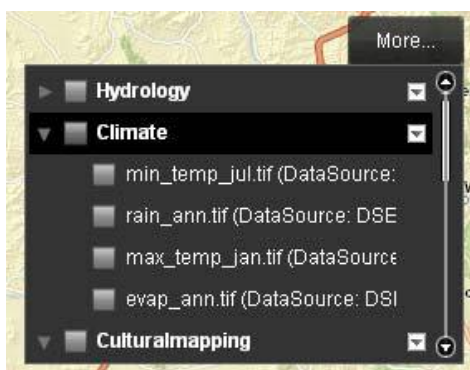 More...
Hydrology
Climate
min_temp_jul.tif (DataSource:
rain_ann.tif (DataSource: DSE
max_temp_jan.tif (DataSource
evap_ann.tif (DataSource: DSI
Culturalmapping